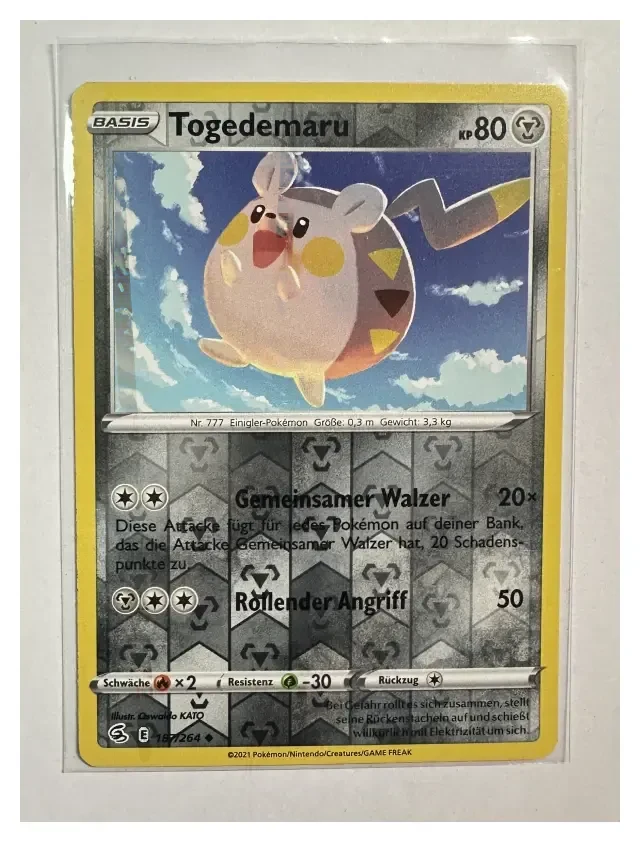 BASIS Togedemaru KP 80
Nr. 777 Einigler-Pokémon Größe: 0,3 m Gewicht: 3,3 kg
Gemeinsamer Walzer 20×
Diese Attacke fügt für jedes Pokémon auf deiner Bank,
das die Attacke Gemeinsamer Walzer hat, 20 Schadens-
punkte zu.
Rollender Angriff 50
Schwäche ×2 Resistenz -30 Rückzug
Bei Gefahr rollt es sich zusammen, stellt
seine Rückenstacheln auf und schießt
willkürlich mit Elektrizität um sich.
Illustr. Oswaldo KATO
E 187/264
©2021 Pokémon/Nintendo/Creatures/GAME FREAK